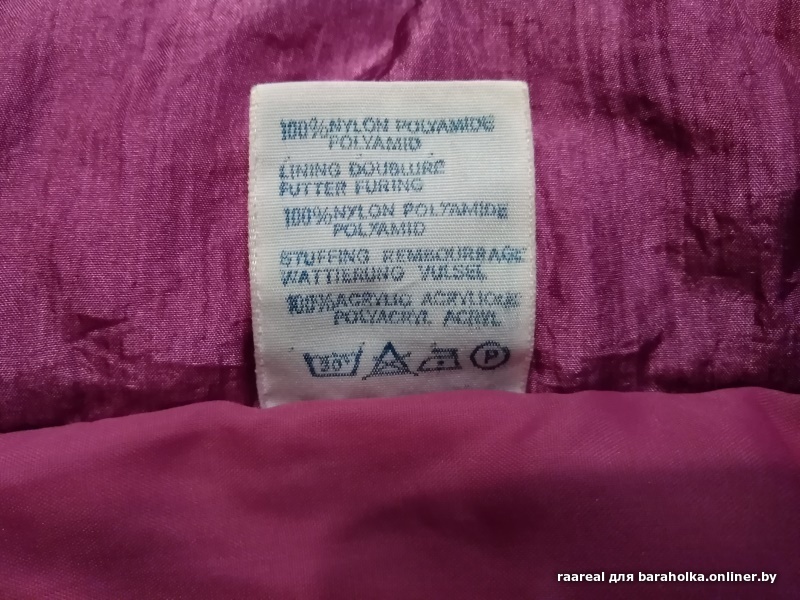 100% NYLON POLYAMIDE
POLYAMID
LINING DOUBLURE
FUTTER FURING
100% NYLON POLYAMIDE
POLYAMID
STUFFING REMBOURRAGE
WATTIERUNG VULSEL
100% ACRYLIC ACRYLIQUE
POLYACRYL ACRYL
30° P
raareal для baraholka.onliner.by